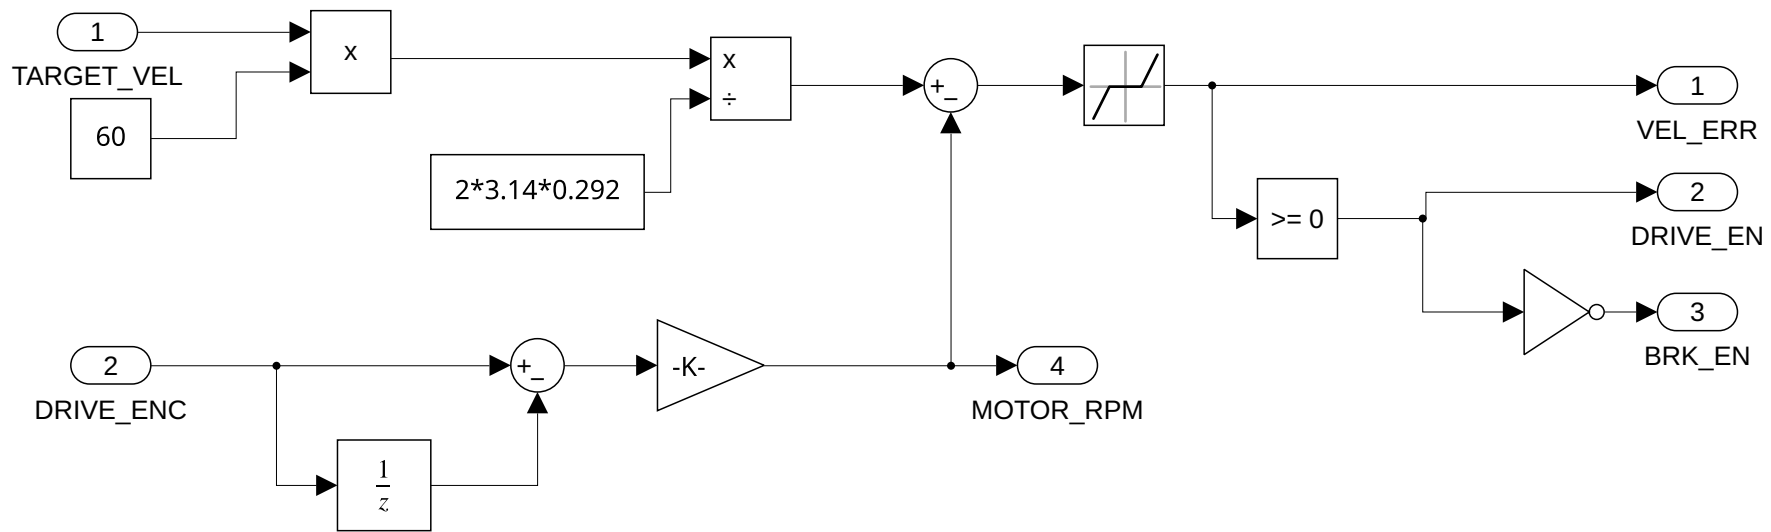 1
TARGET_VEL
60
x
2*3.14*0.292
x
÷
+
−
1
VEL_ERR
>= 0
2
DRIVE_EN
3
BRK_EN
2
DRIVE_ENC
1
z
+
−
-K-
4
MOTOR_RPM